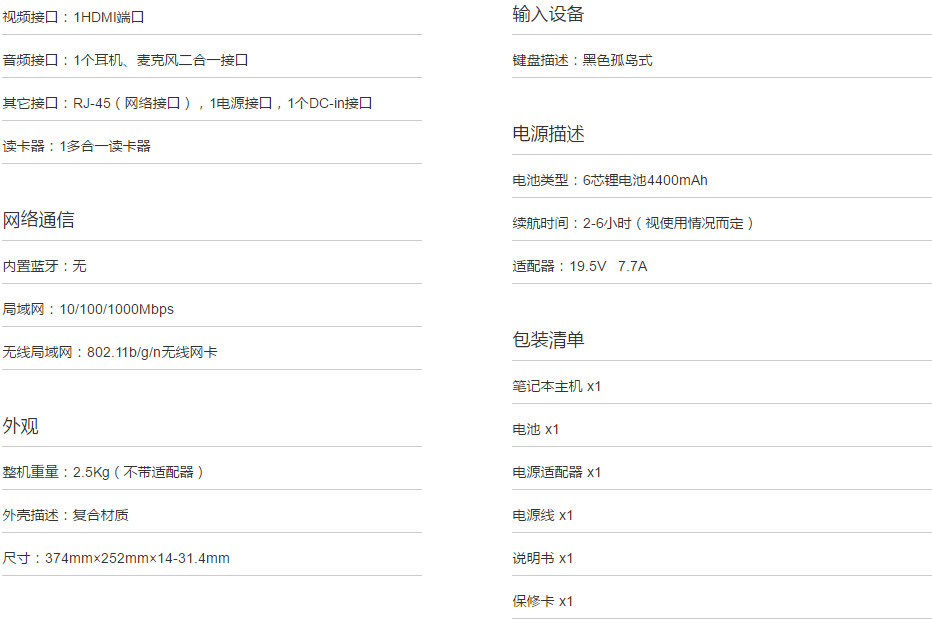 视频接口：1HDMI端口
音频接口：1个耳机、麦克风二合一接口
其它接口：RJ-45（网络接口），1电源接口，1个DC-in接口
读卡器：1多合一读卡器
网络通信
内置蓝牙：无
局域网：10/100/1000Mbps
无线局域网：802.11b/g/n无线网卡
外观
整机重量：2.5Kg（不带适配器）
外壳描述：复合材质
尺寸：374mm×252mm×14-31.4mm
输入设备
键盘描述：黑色孤岛式
电源描述
电池类型：6芯锂电池4400mAh
续航时间：2-6小时（视使用情况而定）
适配器：19.5V 7.7A
包装清单
笔记本主机 x1
电池 x1
电源适配器 x1
电源线 x1
说明书 x1
保修卡 x1